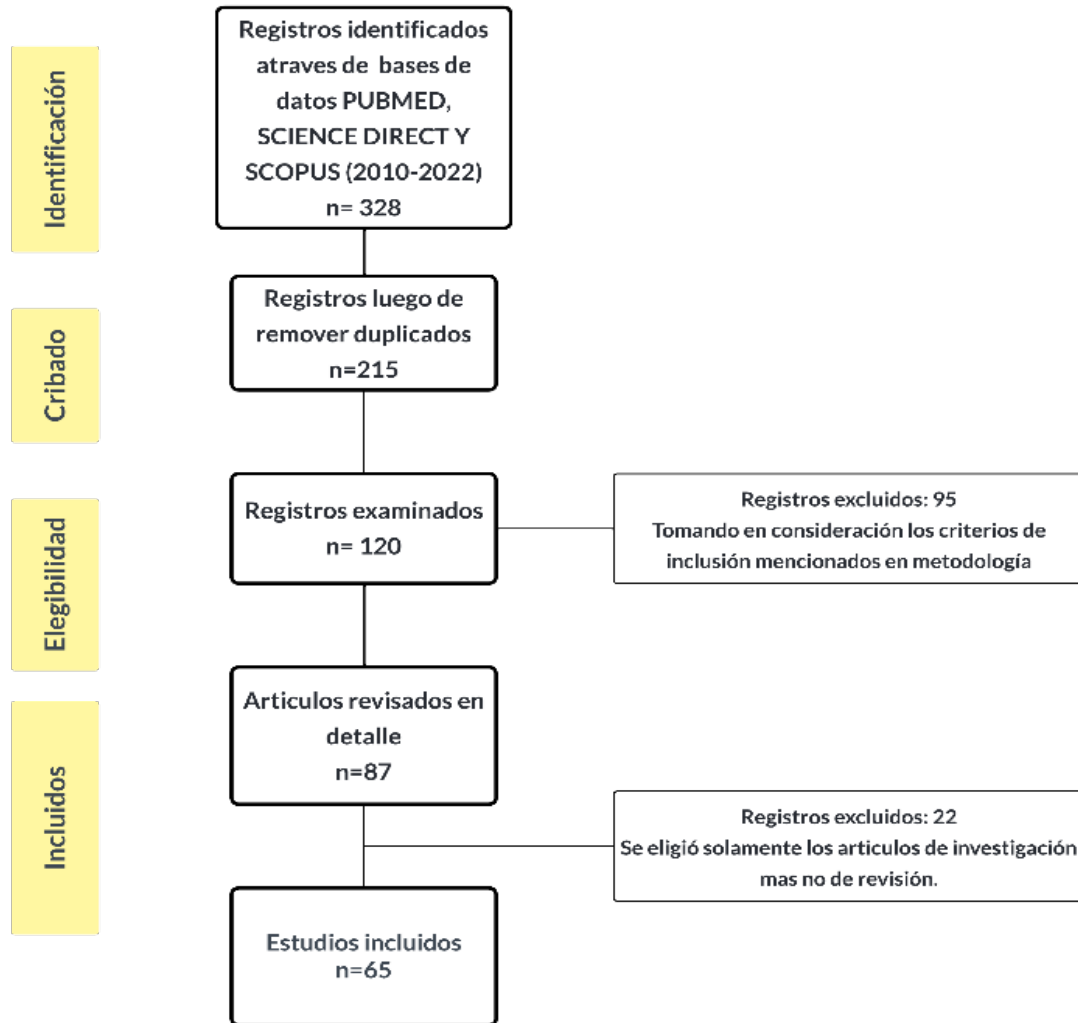 Identificación
Registros identificados
atraves de bases de
datos PUBMED,
SCIENCE DIRECT Y
SCOPUS (2010-2022)
n= 328
Cribado
Registros luego de
remover duplicados
n=215
Elegibilidad
Registros examinados
n= 120
Registros excluidos: 95
Tomando en consideración los criterios de
inclusión mencionados en metodología
Incluidos
Articulos revisados en
detalle
n=87
Registros excluidos: 22
Se eligió solamente los articulos de investigación
mas no de revisión.
Estudios incluidos
n=65